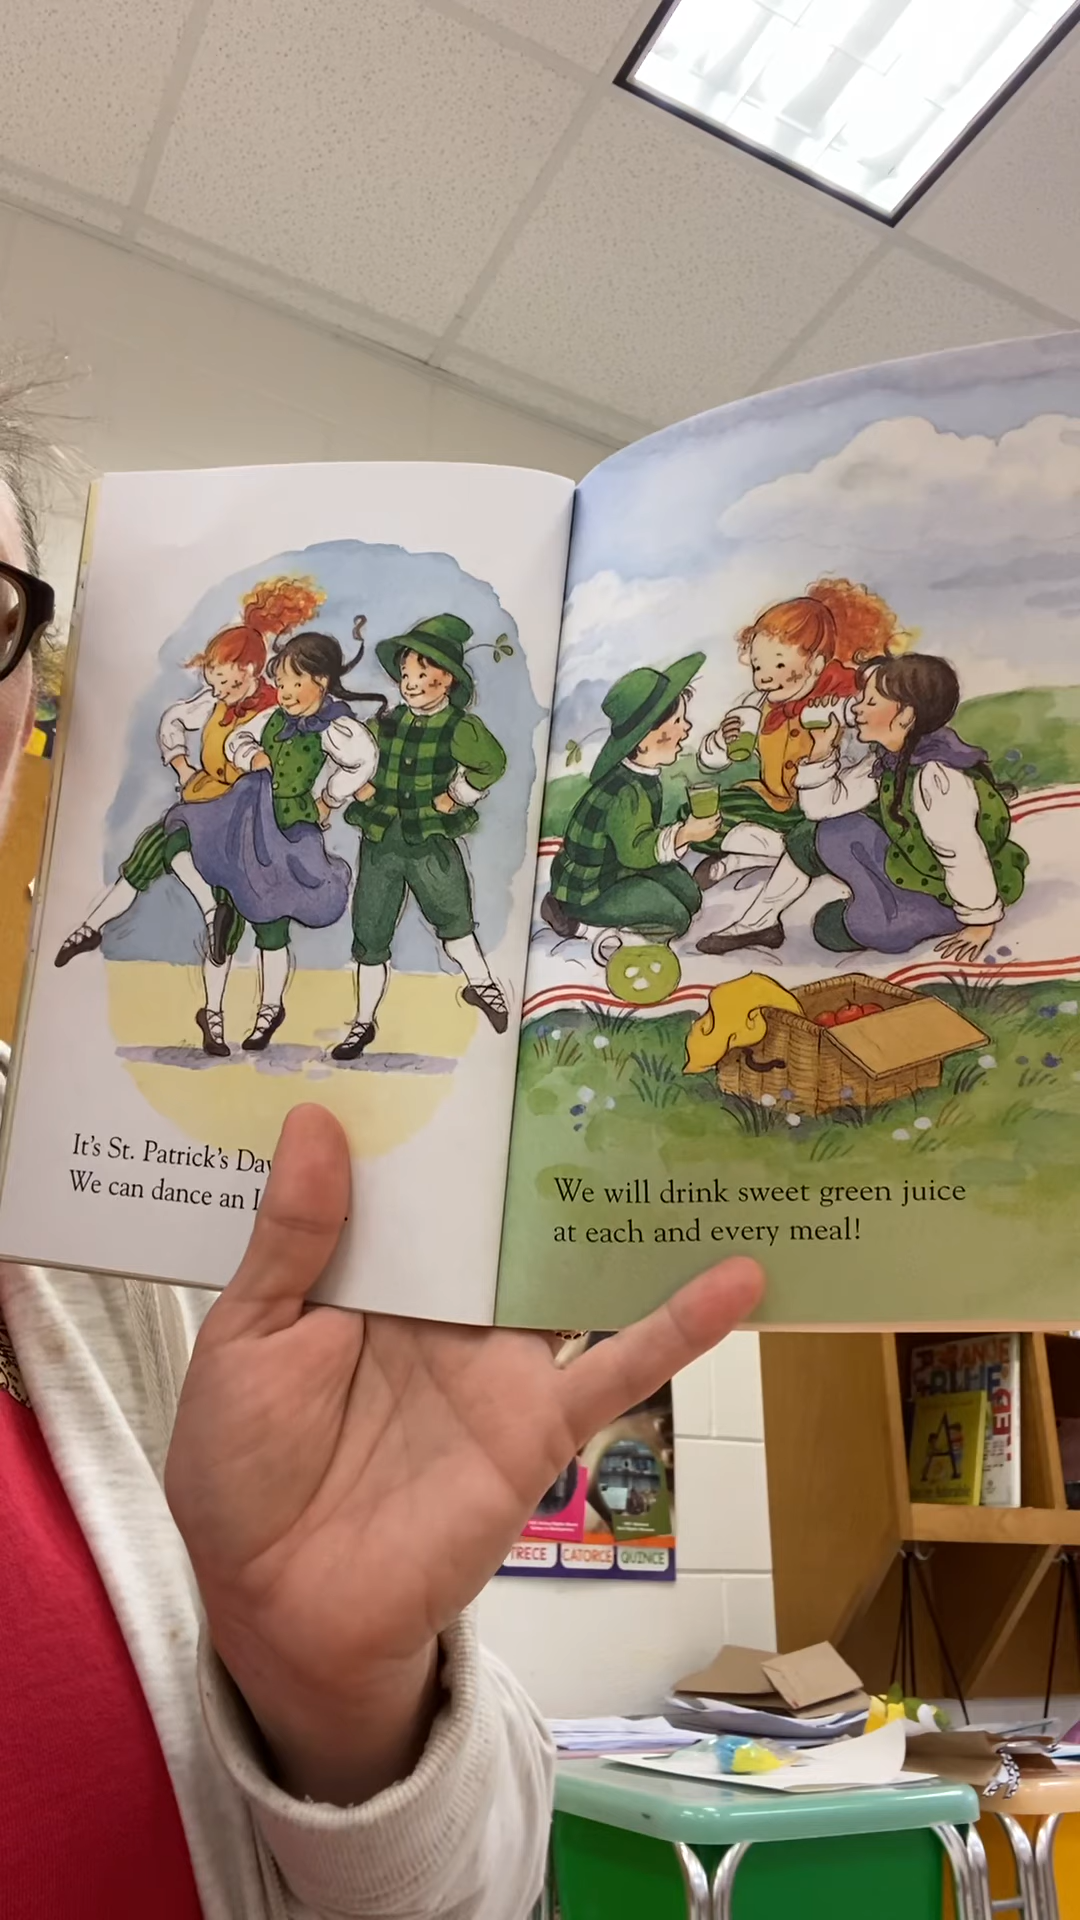 It's St. Patrick's Day
We can dance an I
We will drink sweet green juice
at each and every meal!
TRECE CATORCE QUINCE
A